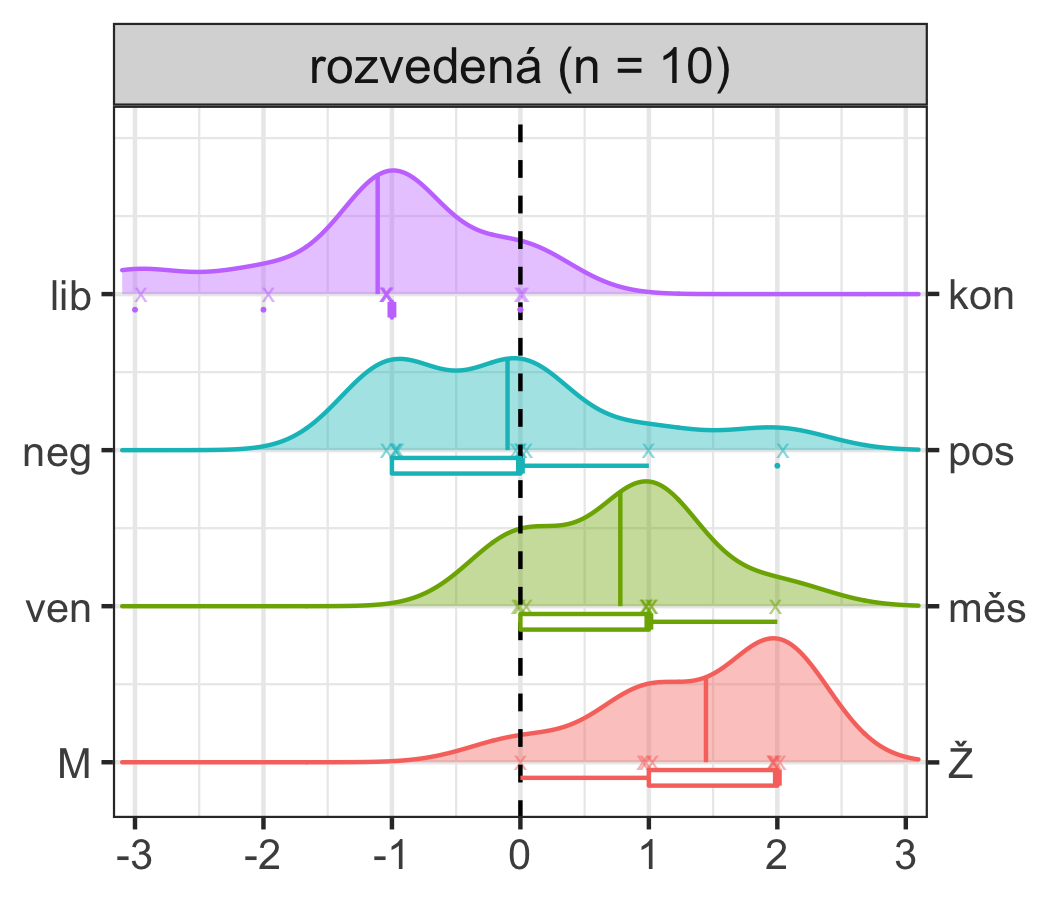 rozvedená (n = 10)
lib kon
neg pos
ven měs
M Ž
-3 -2 -1 0 1 2 3